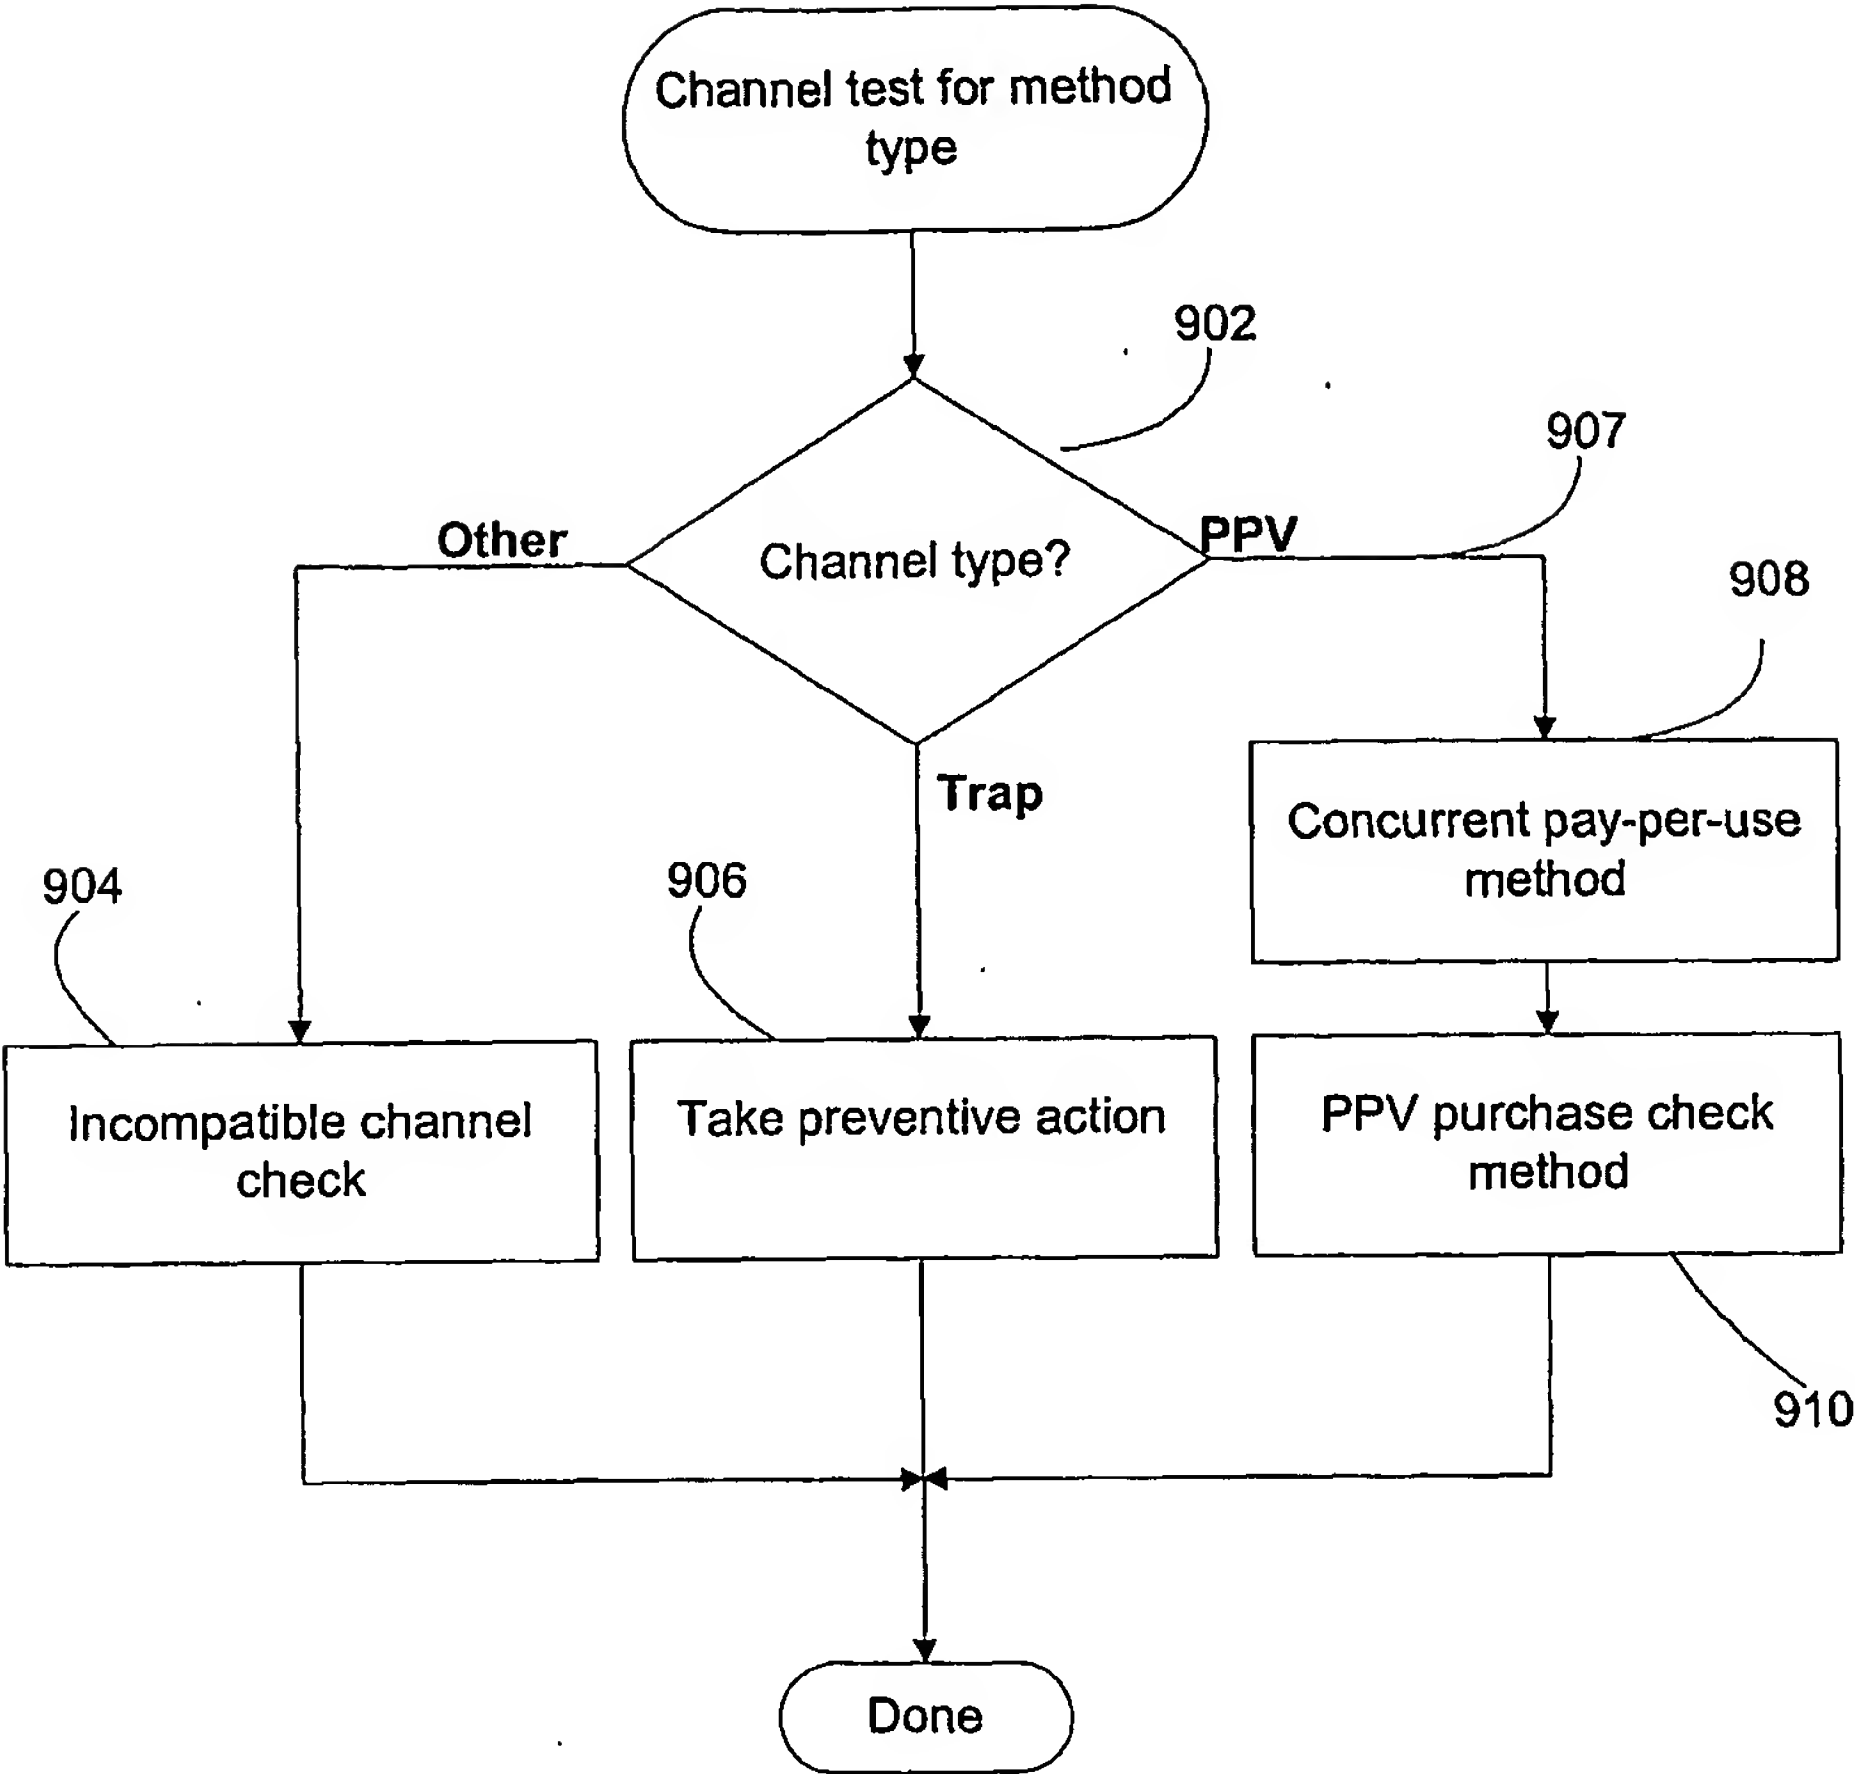 Channel test for method
type
902
907
Other
PPV
Channel type?
908
Trap
Concurrent pay-per-use
method
904
906
Incompatible channel
check
Take preventive action
PPV purchase check
method
910
Done